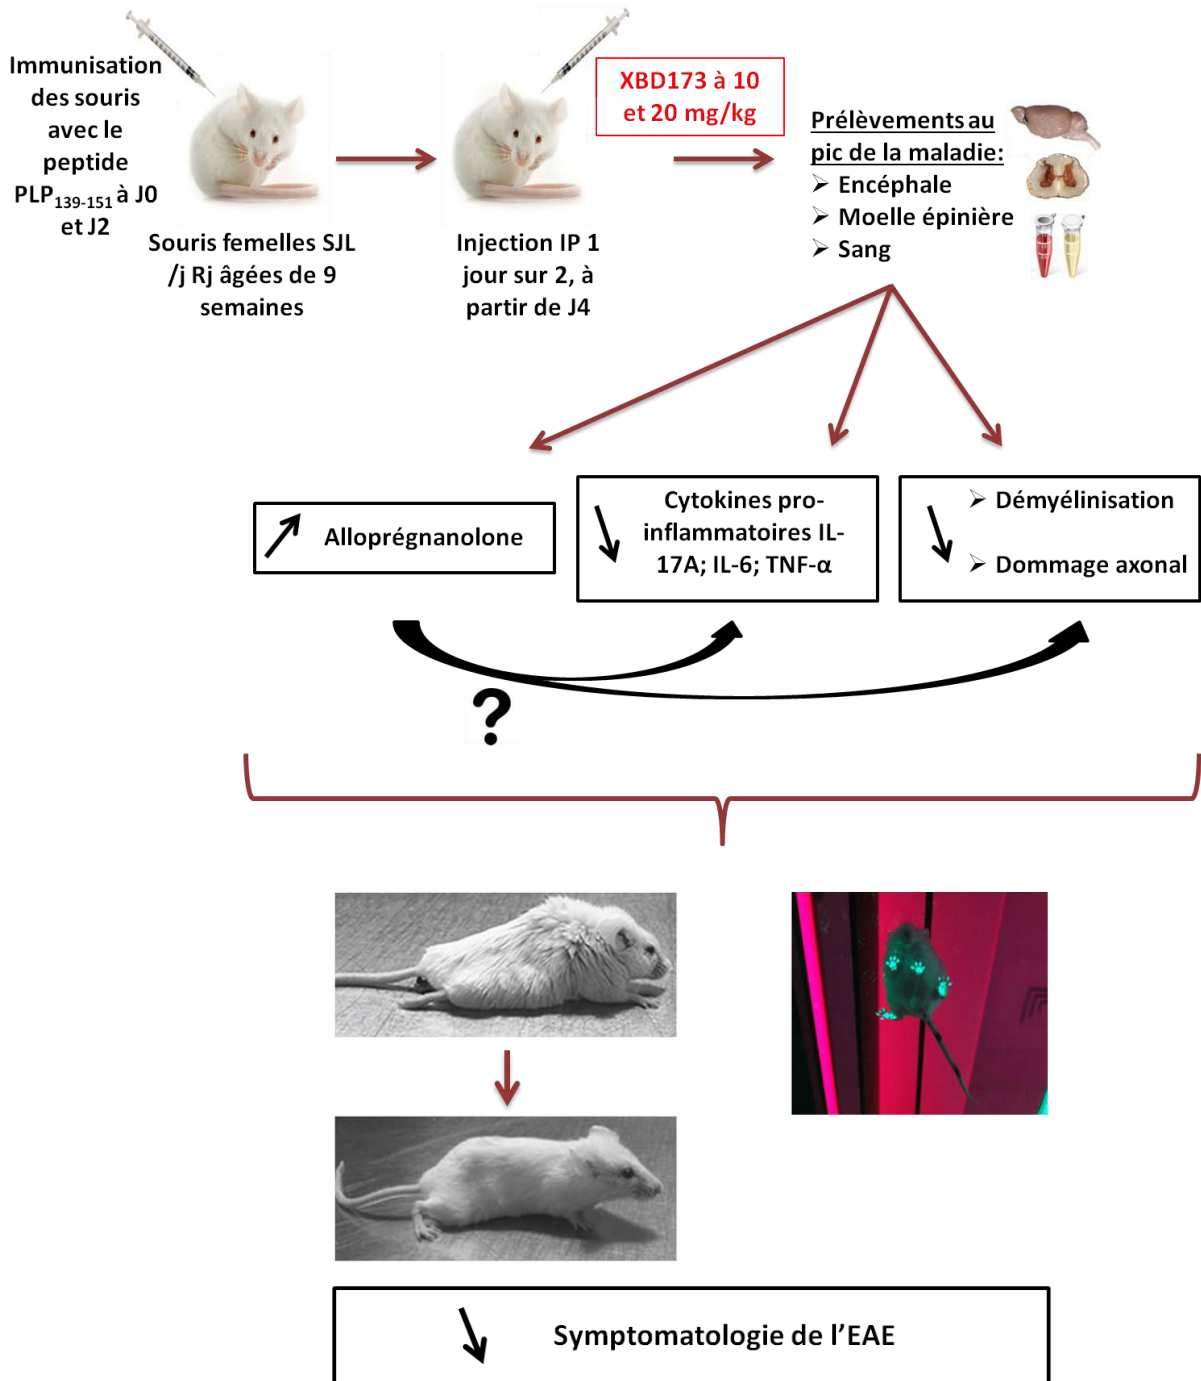 Immunisation
des souris
avec le
peptide
PLP139-151 à J0
et J2
Souris femelles SJL
/j Rj âgées de 9
semaines
Injection IP 1
jour sur 2, à
partir de J4
XBD173 à 10
et 20 mg/kg
Prélèvements au
pic de la maladie:
➢ Encéphale
➢ Moelle épinière
➢ Sang
Alloprégnanolone
Cytokines pro-
inflammatoires IL-
17A; IL-6; TNF-α
➢ Démyélinisation
➢ Dommage axonal
?
Symptomatologie de l'EAE